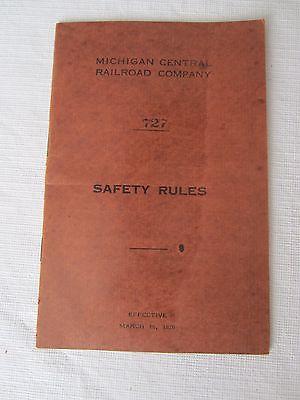 MICHIGAN CENTRAL
RAILROAD COMPANY
727
SAFETY RULES
EFFECTIVE
MARCH